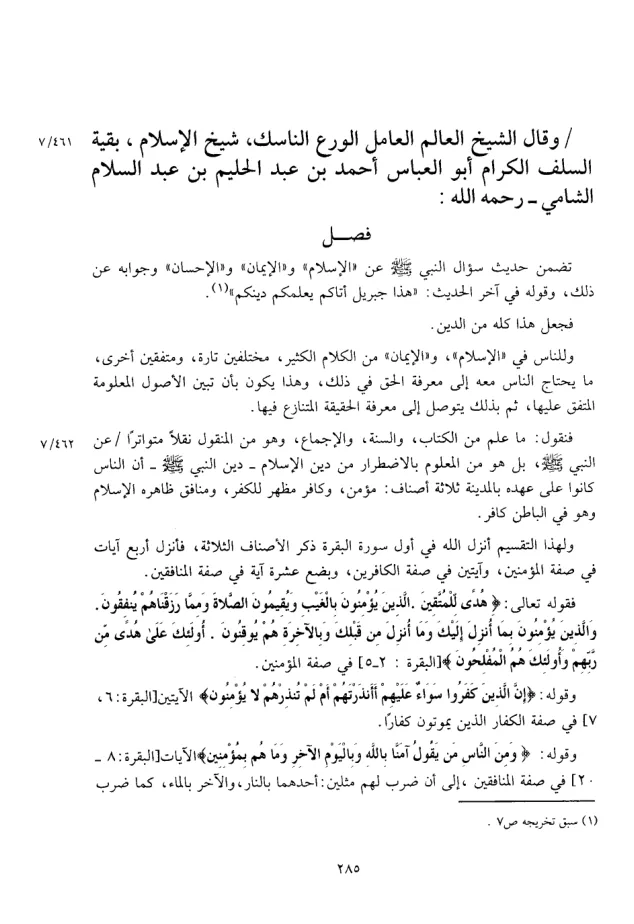 ٧/٤٦١ / وقال الشيخ العالم العامل الورع الناسك، شيخ الإسلام ، بقية
السلف الكرام أبو العباس أحمد بن عبد الحليم بن عبد السلام
الشامي ـ رحمه الله :
فصــل
تضمن حديث سؤال النبي ﷺ عن «الإسلام» و«الإيمان» و«الإحسان» وجوابه عن
ذلك، وقوله في آخر الحديث: «هذا جبريل أتاكم يعلمكم دينكم»(١).
فجعل هذا كله من الدين.
وللناس في «الإسلام»، و«الإيمان» من الكلام الكثير، مختلفين تارة، ومتفقين أخرى،
ما يحتاج الناس معه إلى معرفة الحق في ذلك، وهذا يكون بأن تبين الأصول المعلومة
المتفق عليها، ثم بذلك يتوصل إلى معرفة الحقيقة المتنازع فيها.
٧/٤٦٢ فنقول: ما علم من الكتاب، والسنة، والإجماع، وهو من المنقول نقلاً متواترًا / عن
النبي ﷺ، بل هو من المعلوم بالاضطرار من دين الإسلام ـ دين النبي ﷺ ـ أن الناس
كانوا على عهده بالمدينة ثلاثة أصناف: مؤمن، وكافر مظهر للكفر، ومنافق ظاهره الإسلام
وهو في الباطن كافر.
ولهذا التقسيم أنزل الله في أول سورة البقرة ذكر الأصناف الثلاثة، فأنزل أربع آيات
في صفة المؤمنين، وآيتين في صفة الكافرين، وبضع عشرة آية في صفة المنافقين.
فقوله تعالى: ﴿ هُدًى لِّلْمُتَّقِينَ .الَّذِينَ يُؤْمِنُونَ بِالْغَيْبِ وَيُقِيمُونَ الصَّلاةَ وَمِمَّا رَزَقْنَاهُمْ يُنفِقُونَ.
وَالَّذِينَ يُؤْمِنُونَ بِمَا أُنزِلَ إِلَيْكَ وَمَا أُنزِلَ مِن قَبْلِكَ وَبِالآخِرَةِ هُمْ يُوقِنُونَ . أُولَئِكَ عَلَىٰ هُدًى مِّن
رَّبِّهِمْ وَأُولَئِكَ هُمُ الْمُفْلِحُونَ ﴾[البقرة : ٢ـ٥] في صفة المؤمنين.
وقوله: ﴿إِنَّ الَّذِينَ كَفَرُوا سَوَاءٌ عَلَيْهِمْ أَأَنذَرْتَهُمْ أَمْ لَمْ تُنذِرْهُمْ لا يُؤْمِنُونَ﴾ الآيتين[البقرة:٦،
٧] في صفة الكفار الذين يموتون كفارًا.
وقوله: ﴿ وَمِنَ النَّاسِ مَن يَقُولُ آمَنَّا بِاللَّهِ وَبِالْيَوْمِ الآخِرِ وَمَا هُم بِمُؤْمِنِينَ﴾الآيات[البقرة:٨ ـ
٢٠] في صفة المنافقين ،إلى أن ضرب لهم مثلين:أحدهما بالنار،والآخر بالماء، كما ضرب
(١) سبق تخريجه ص٧ .
٢٨٥